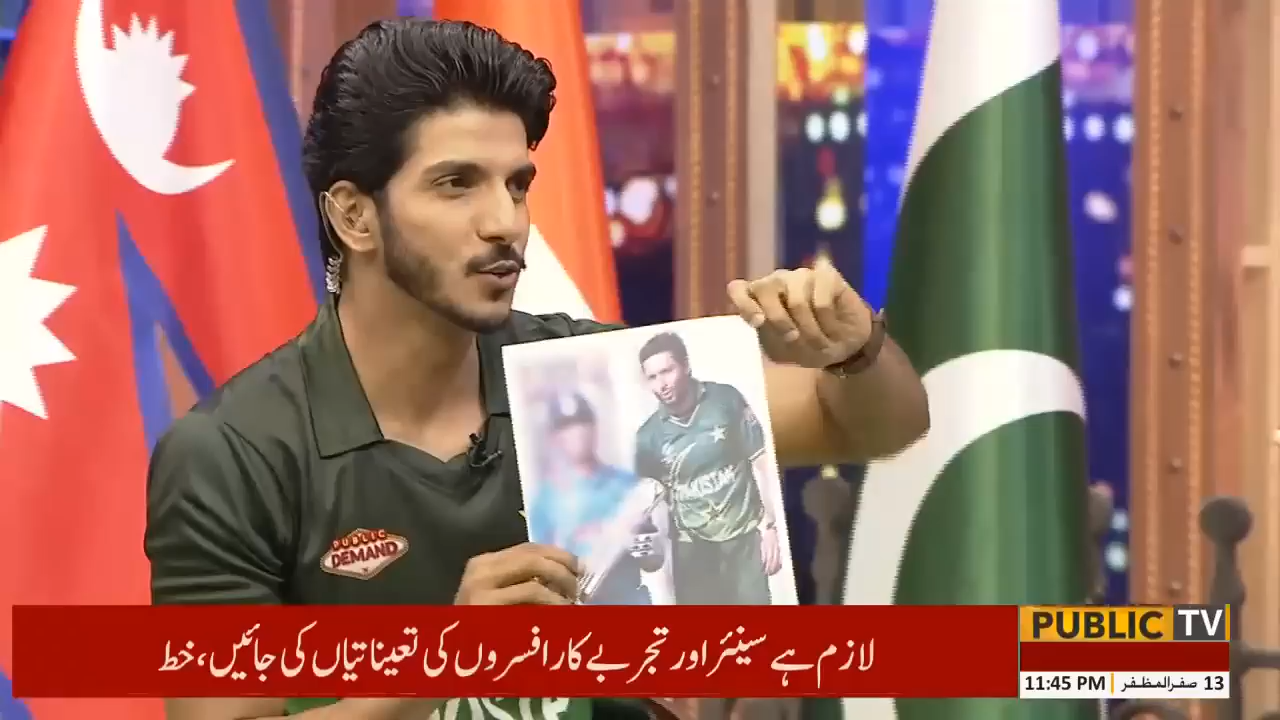 PUBLIC
DEMAND
لازم ہے سینئر اور تجربے کار افسروں کی تعیناتیاں کی جائیں، خط
PUBLIC TV
11:45 PM | 13 صفرالمظفر